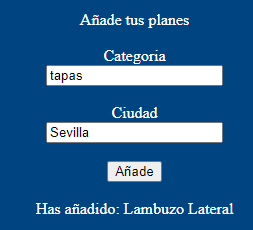 Añade tus planes
Categoria
tapas
Ciudad
Sevilla
Añade
Has añadido: Lambuzo Lateral